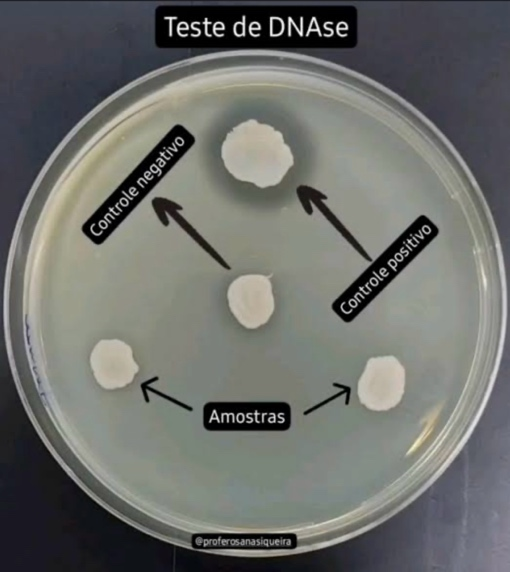 Teste de DNAse
Controle negativo
Controle positivo
Amostras
@proferosanasiqueira